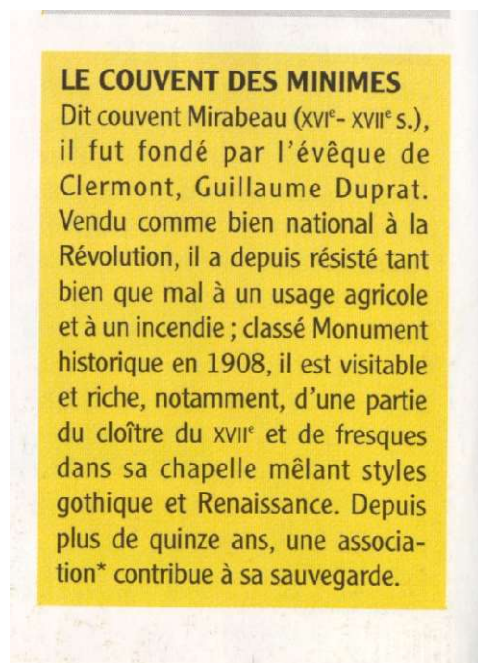 LE COUVENT DES MINIMES
Dit couvent Mirabeau (XVIᵉ- XVIIᵉ s.),
il fut fondé par l'évêque de
Clermont, Guillaume Duprat.
Vendu comme bien national à la
Révolution, il a depuis résisté tant
bien que mal à un usage agricole
et à un incendie ; classé Monument
historique en 1908, il est visitable
et riche, notamment, d'une partie
du cloître du XVIIᵉ et de fresques
dans sa chapelle mêlant styles
gothique et Renaissance. Depuis
plus de quinze ans, une associa-
tion* contribue à sa sauvegarde.